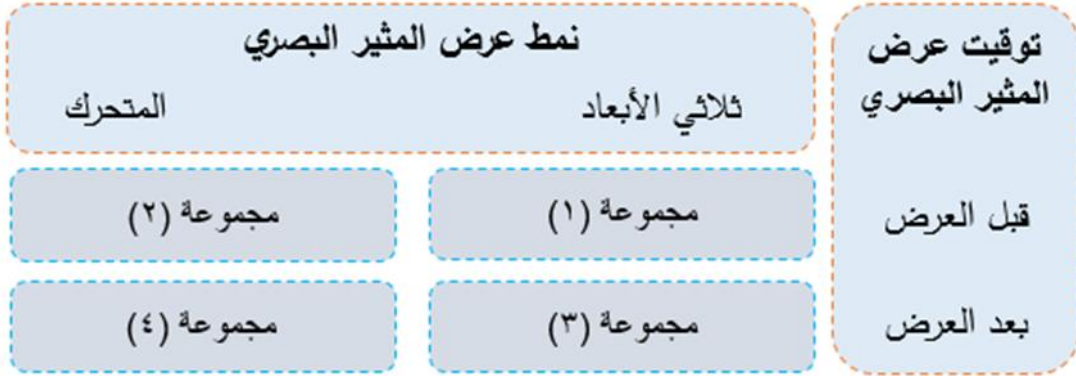 توقيت عرض
المثير البصري
نمط عرض المثير البصري
ثلاثي الأبعاد
المتحرك
قبل العرض
مجموعة (١)
مجموعة (٢)
بعد العرض
مجموعة (٣)
مجموعة (٤)